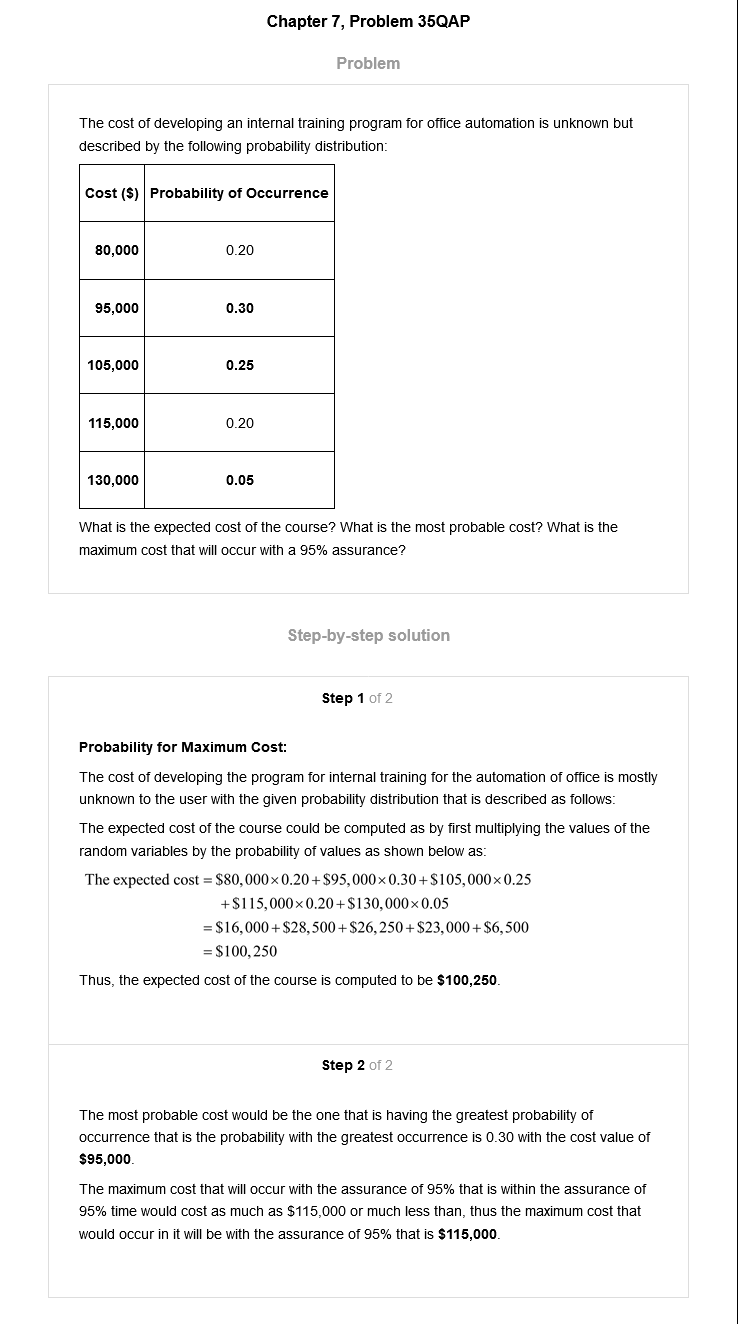 Chapter 7, Problem 35QAP
Problem
The cost of developing an internal training program for office automation is unknown but
described by the following probability distribution:
Cost ($) Probability of Occurrence
80,000 0.20
95,000 0.30
105,000 0.25
115,000 0.20
130,000 0.05
What is the expected cost of the course? What is the most probable cost? What is the
maximum cost that will occur with a 95% assurance?
Step-by-step solution
Step 1 of 2
Probability for Maximum Cost:
The cost of developing the program for internal training for the automation of office is mostly
unknown to the user with the given probability distribution that is described as follows:
The expected cost of the course could be computed as by first multiplying the values of the
random variables by the probability of values as shown below as:
The expected cost = $80,000×0.20+$95,000×0.30+$105,000×0.25
+$115,000×0.20+$130,000×0.05
= $16,000+$28,500+$26,250+$23,000+$6,500
= $100,250
Thus, the expected cost of the course is computed to be $100,250.
Step 2 of 2
The most probable cost would be the one that is having the greatest probability of
occurrence that is the probability with the greatest occurrence is 0.30 with the cost value of
$95,000.
The maximum cost that will occur with the assurance of 95% that is within the assurance of
95% time would cost as much as $115,000 or much less than, thus the maximum cost that
would occur in it will be with the assurance of 95% that is $115,000.